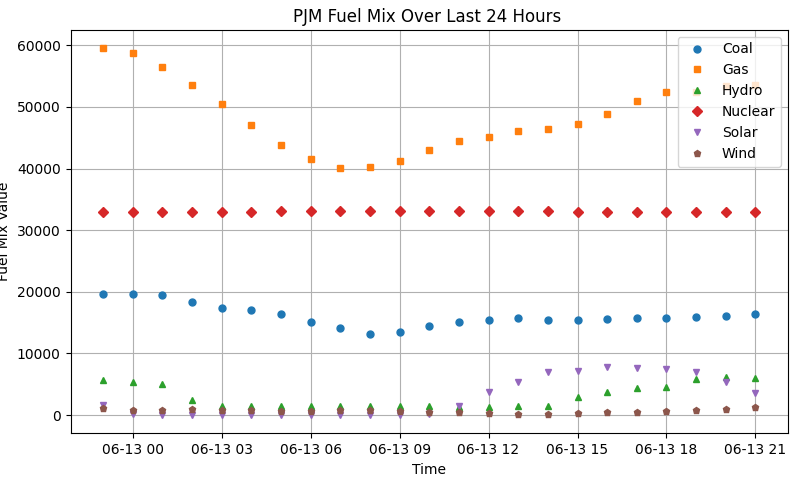 PJM Fuel Mix Over Last 24 Hours
60000
50000
40000
30000
20000
10000
0
Fuel Mix Value
Coal
Gas
Hydro
Nuclear
Solar
Wind
06-13 00 06-13 03 06-13 06 06-13 09 06-13 12 06-13 15 06-13 18 06-13 21
Time